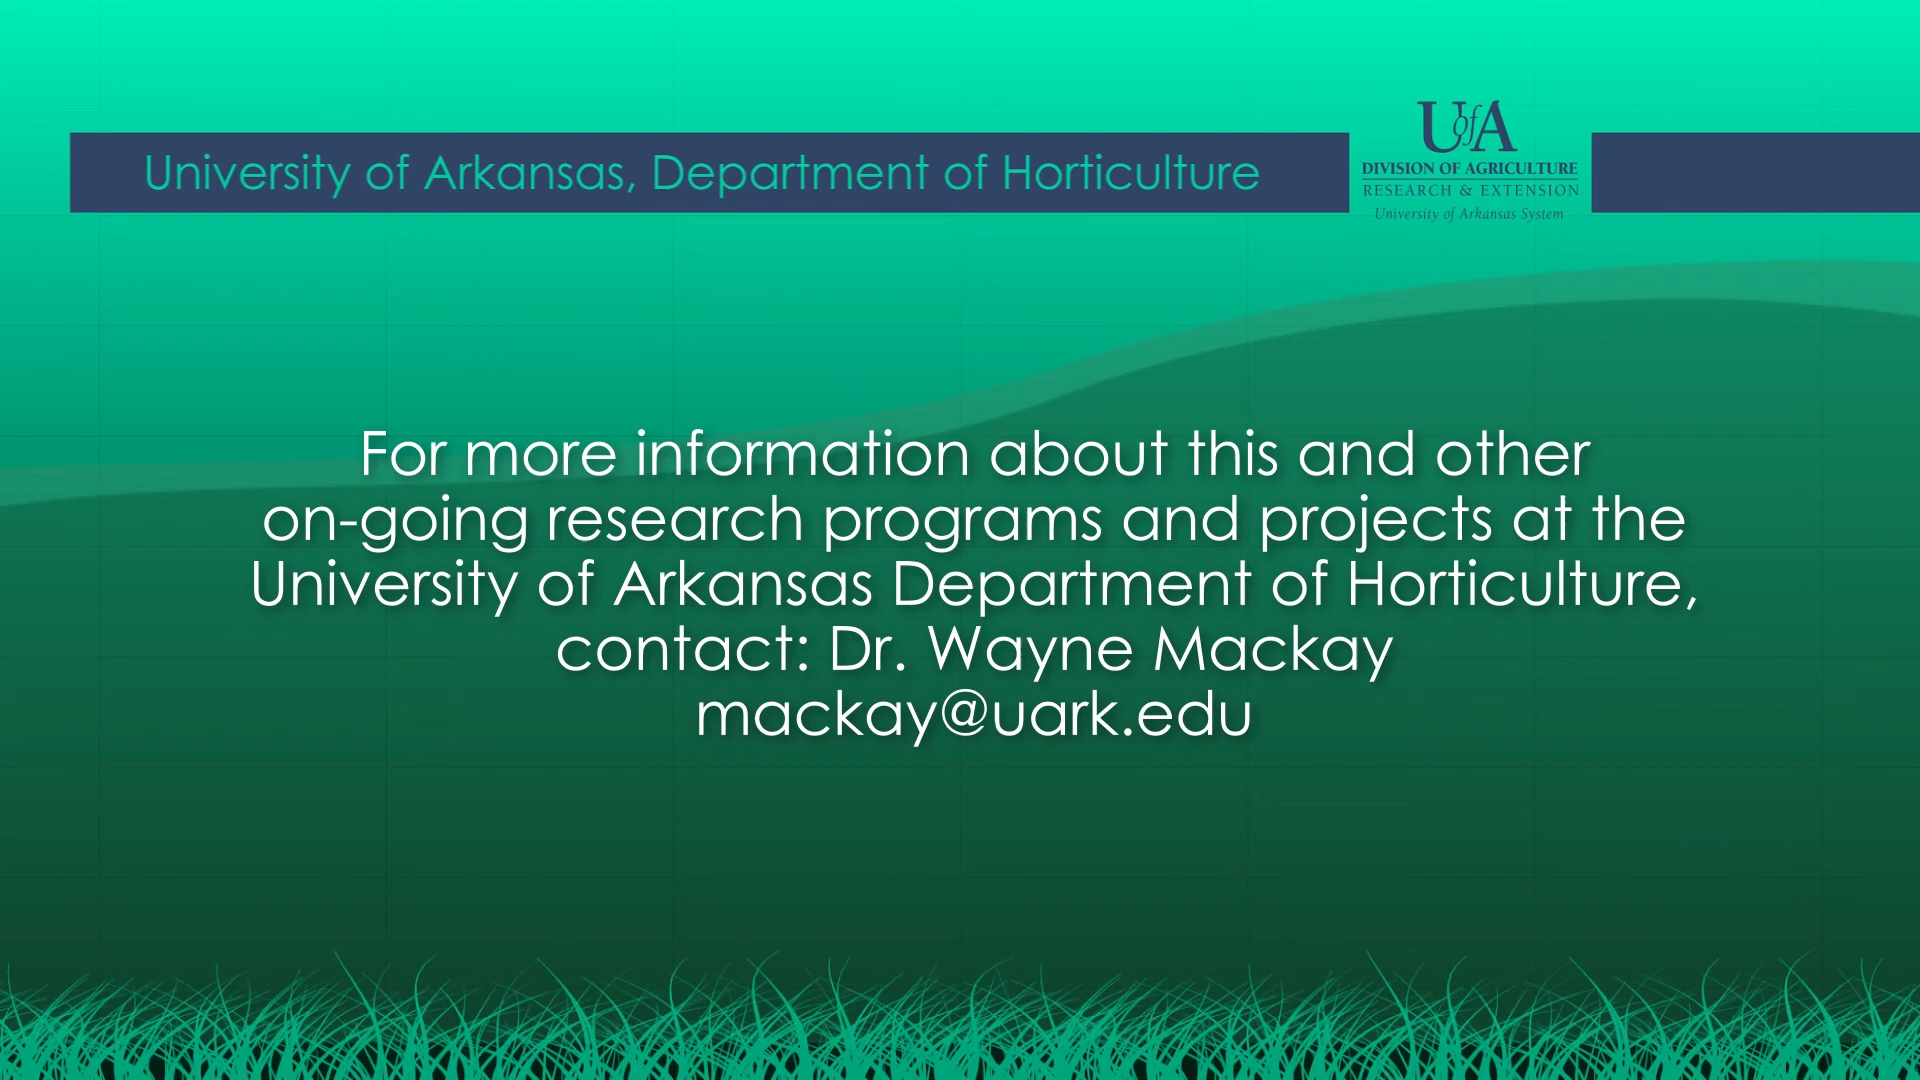 University of Arkansas, Department of Horticulture
UofA
DIVISION OF AGRICULTURE
RESEARCH & EXTENSION
University of Arkansas System
For more information about this and other
on-going research programs and projects at the
University of Arkansas Department of Horticulture,
contact: Dr. Wayne Mackay
mackay@uark.edu